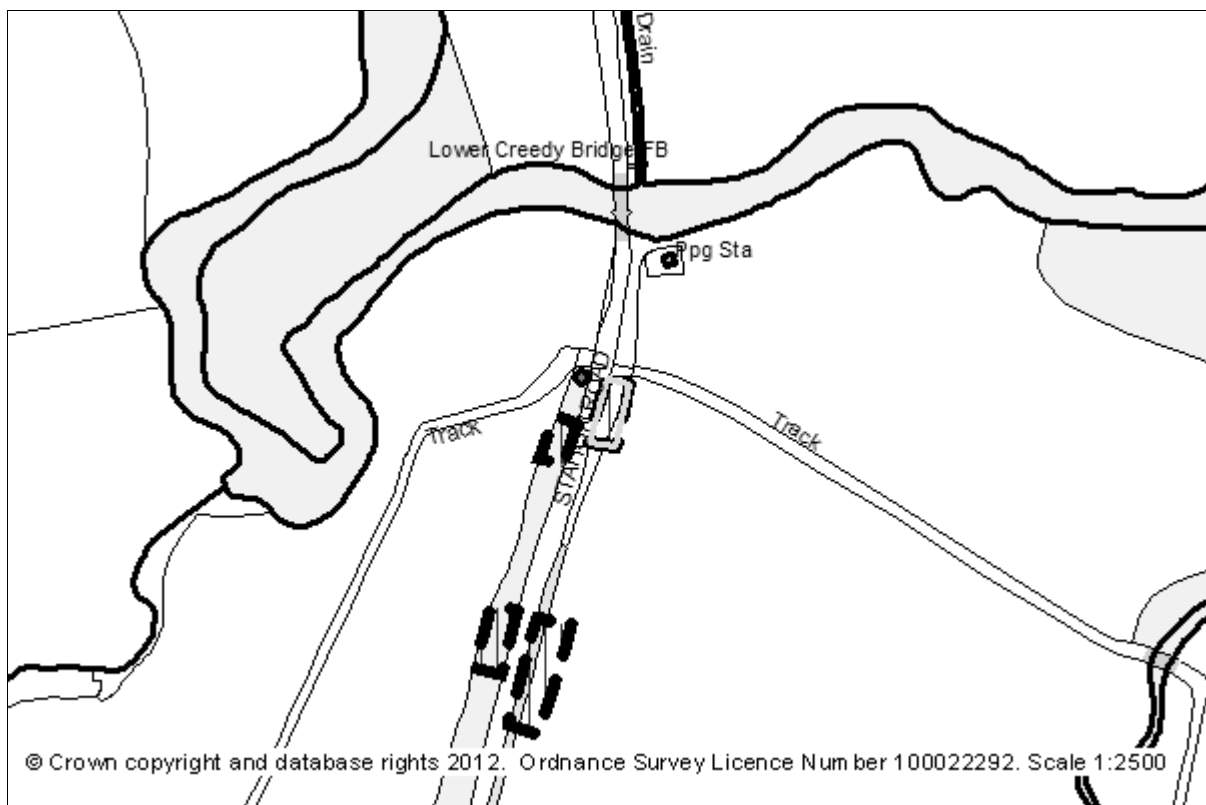 Drain
Lower Creedy Bridge FB
Ppg Sta
Track
Track
© Crown copyright and database rights 2012. Ordnance Survey Licence Number 100022292. Scale 1:2500